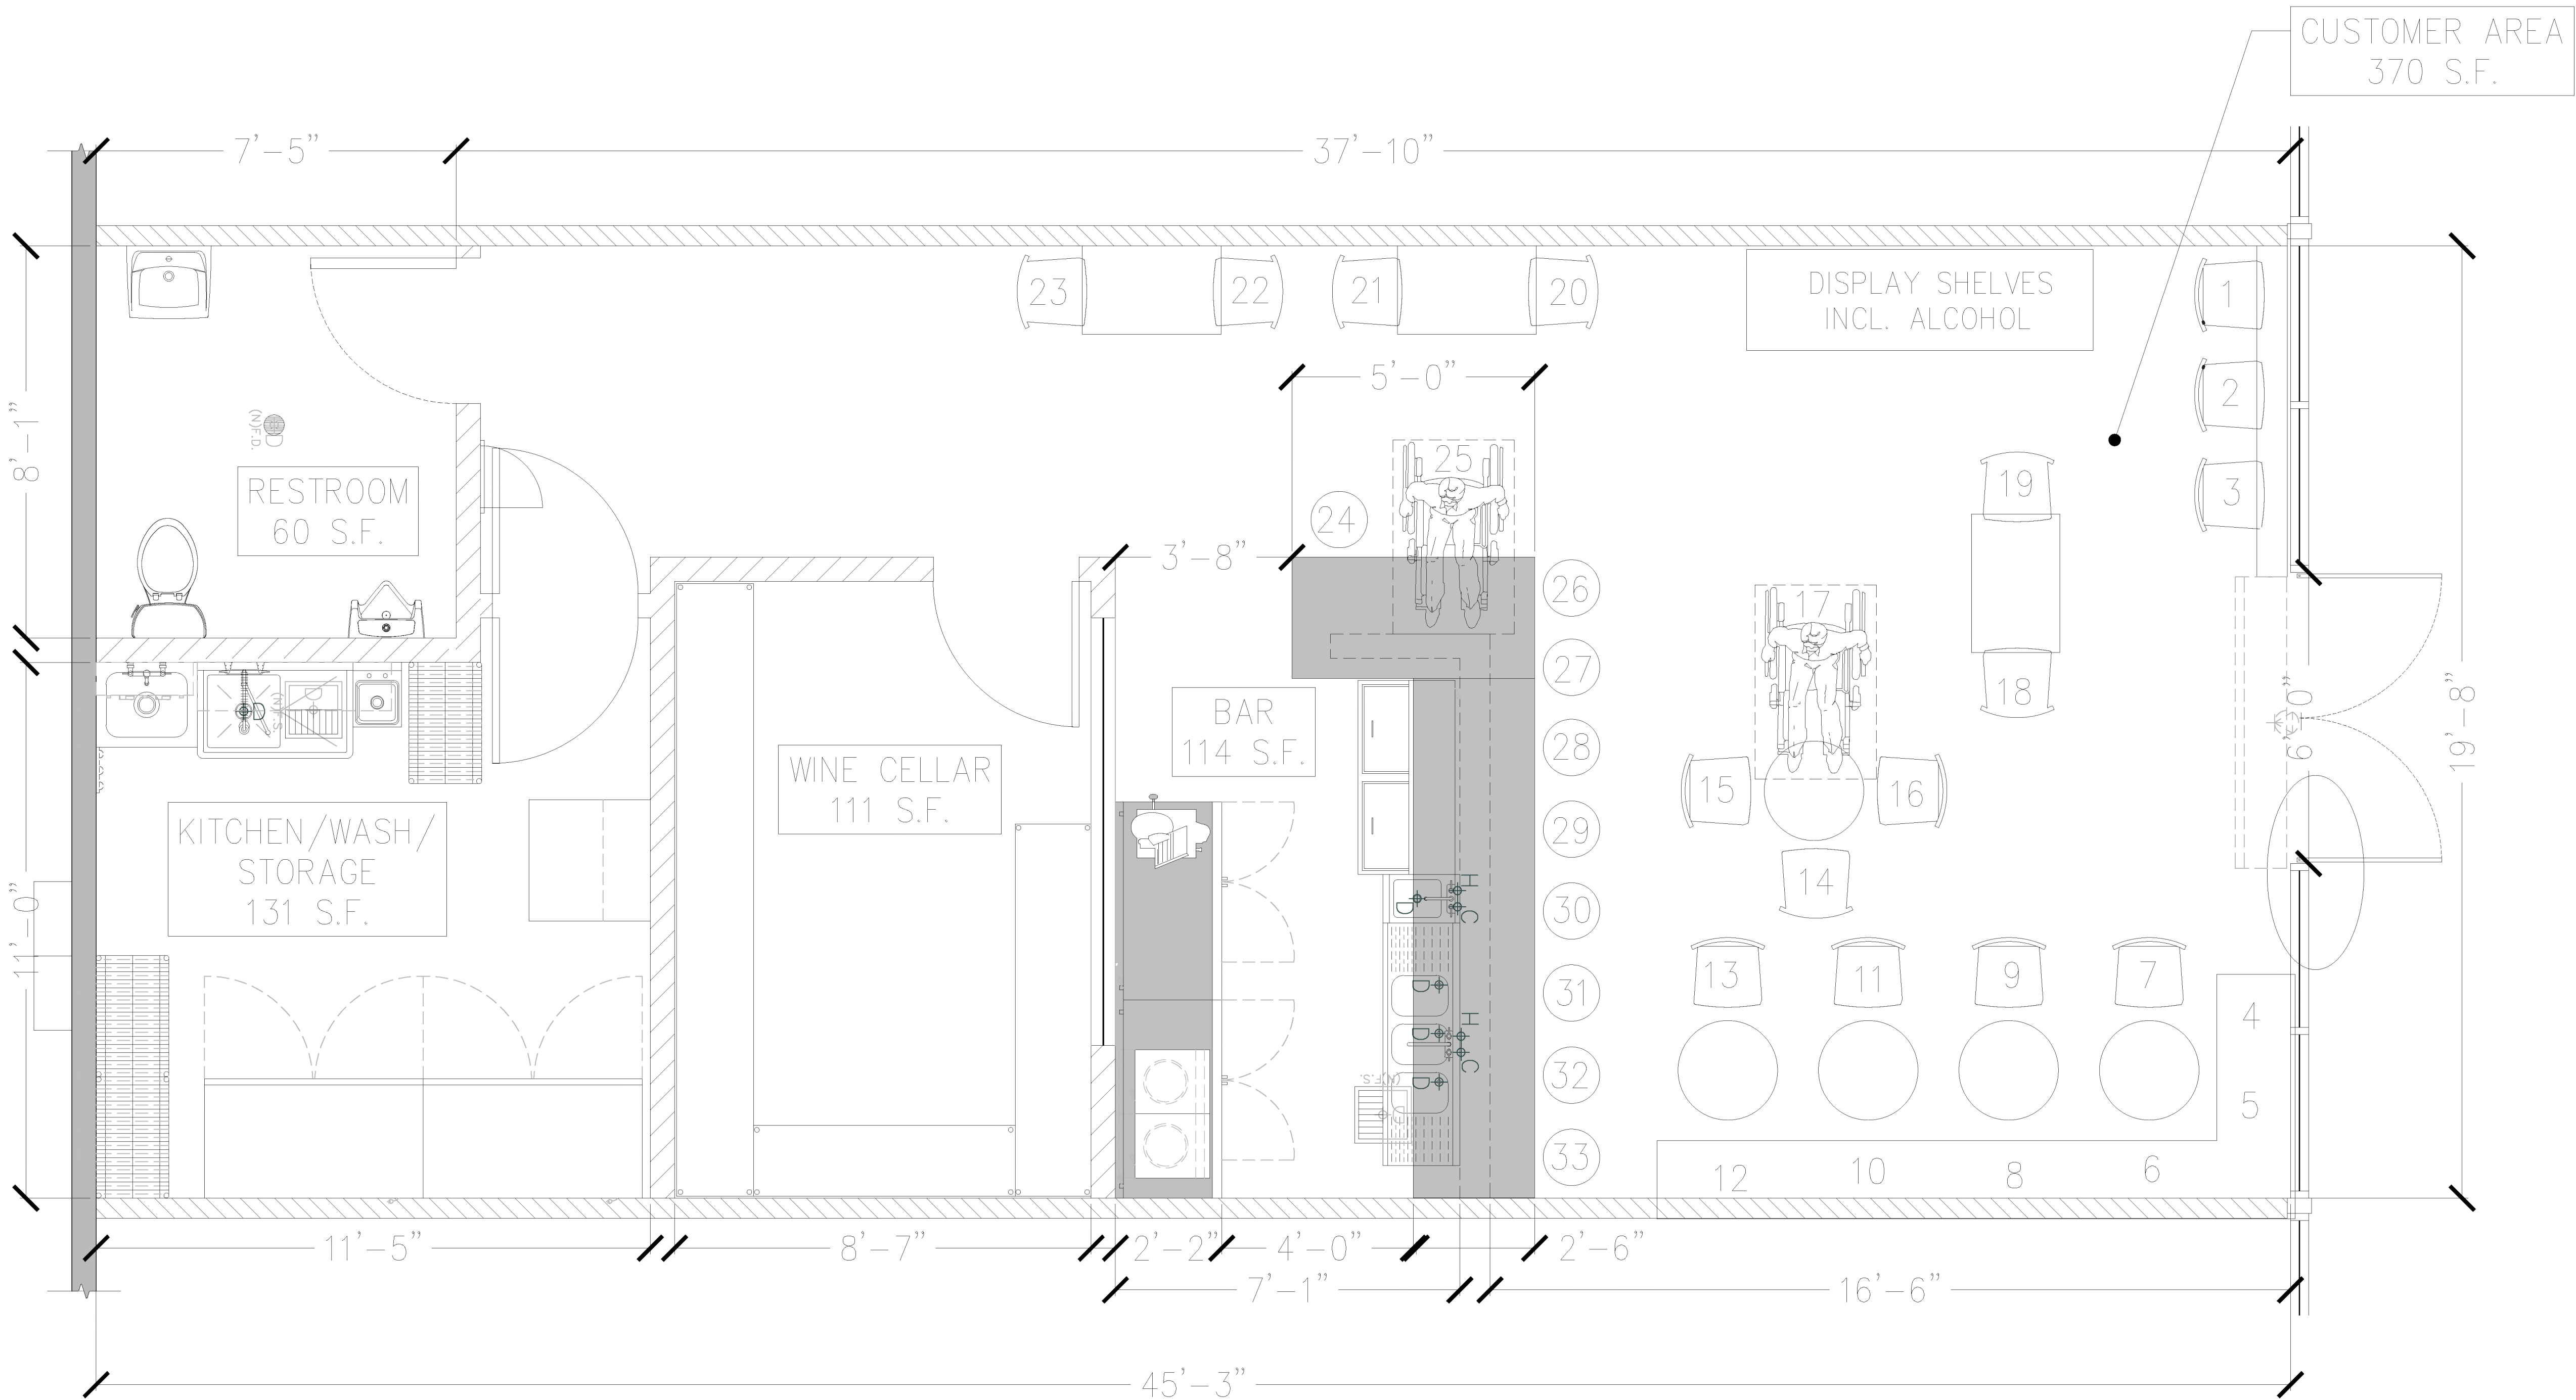 CUSTOMER AREA
370 S.F.
7'-5"
37'-10"
23
22
21
20
DISPLAY SHELVES
INCL. ALCOHOL
1
2
3
5'-0"
8'-1"
(N)F.D.
D
RESTROOM
60 S.F.
25
24
19
3'-8"
26
27
17
18
28
BAR
114 S.F.
6'-0"
19'-8"
WINE CELLAR
111 S.F.
D
D
KITCHEN/WASH/
STORAGE
131 S.F.
15
16
14
29
30
H
D
C
11'-0"
13
11
9
7
31
D
4
H
D
C
32
5
(N)F.S.
D
D
33
12
10
8
6
11'-5"
8'-7"
2'-2"
4'-0"
2'-6"
7'-1"
16'-6"
45'-3"